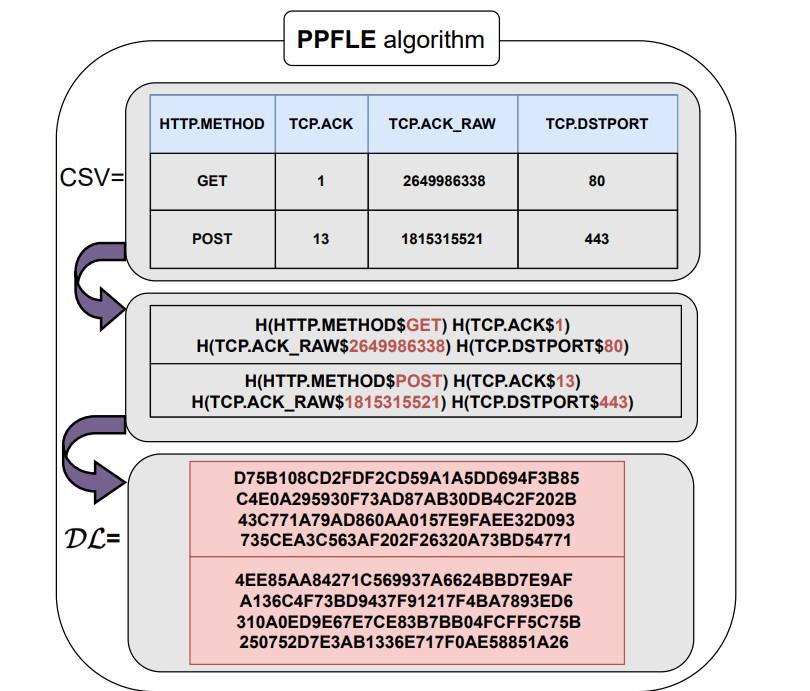 PPFLE algorithm
HTTP.METHOD TCP.ACK TCP.ACK_RAW TCP.DSTPORT
CSV=
GET 1 2649986338 80
POST 13 1815315521 443
H(HTTP.METHOD$GET) H(TCP.ACK$1)
H(TCP.ACK_RAW$2649986338) H(TCP.DSTPORT$80)
H(HTTP.METHOD$POST) H(TCP.ACK$13)
H(TCP.ACK_RAW$1815315521) H(TCP.DSTPORT$443)
D75B108CD2FDF2CD59A1A5DD694F3B85
C4E0A295930F73AD87AB30DB4C2F202B
43C771A79AD860AA0157E9FAEE32D093
735CEA3C563AF202F26320A73BD54771
𝒟ℒ=
4EE85AA84271C569937A6624BBD7E9AF
A136C4F73BD9437F91217F4BA7893ED6
310A0ED9E67E7CE83B7BB04FCFF5C75B
250752D7E3AB1336E717F0AE58851A26